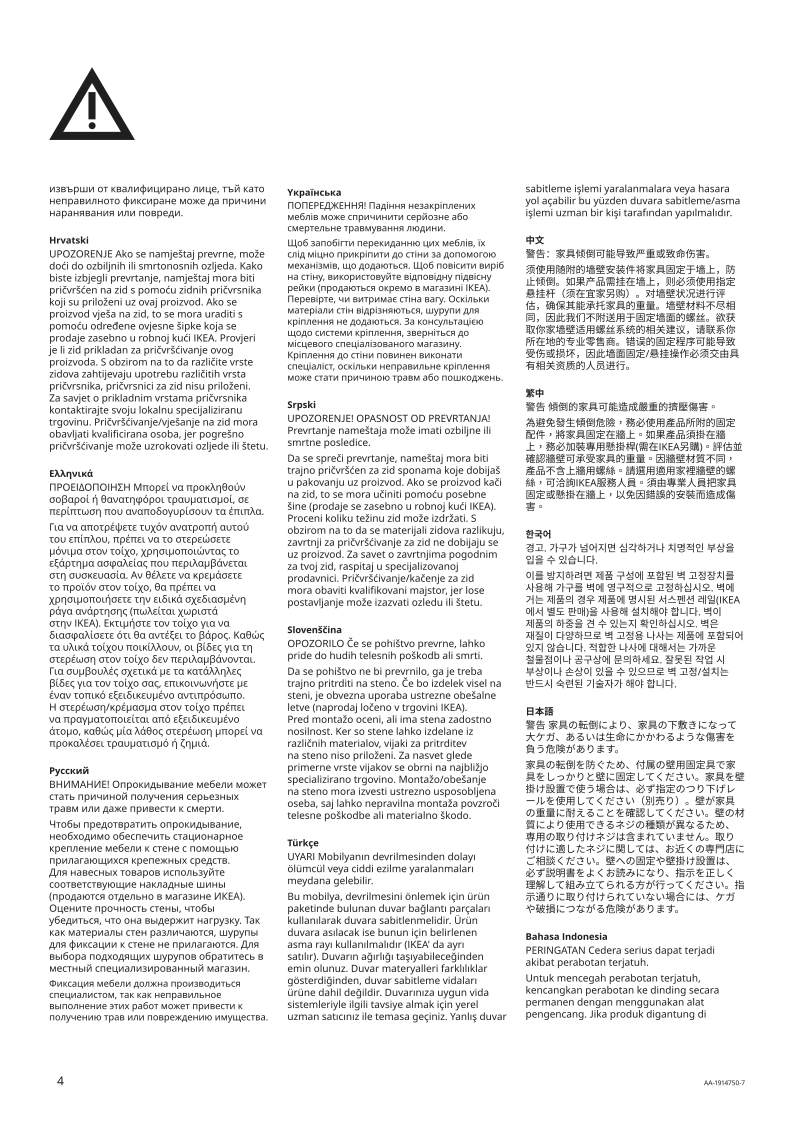 извърши от квалифицирано лице, тъй като
неправилното фиксиране може да причини
наранявания или повреди.
Hrvatski
UPOZORENJE Ako se namještaj prevrne, može
doći do ozbiljnih ili smrtonosnih ozljeda. Kako
biste izbjegli prevrtanje, namještaj mora biti
pričvršćen na zid s pomoću zidnih pričvrsnika
koji su priloženi uz ovaj proizvod. Ako se
proizvod vješa na zid, to se mora uraditi s
pomoću određene ovjesne šipke koja se
prodaje zasebno u robnoj kući IKEA. Provjeri
je li zid prikladan za pričvršćivanje ovog
proizvoda. S obzirom na to da različite vrste
zidova zahtijevaju upotrebu različitih vrsta
pričvrsnika, pričvrsnici za zid nisu priloženi.
Za savjet o prikladnim vrstama pričvrsnika
kontaktirajte svoju lokalnu specijaliziranu
trgovinu. Pričvršćivanje/vješanje na zid mora
obavljati kvalificirana osoba, jer pogrešno
pričvršćivanje može uzrokovati ozljede ili štetu.
Ελληνικά
ΠΡΟΕΙΔΟΠΟΙΗΣΗ Μπορεί να προκληθούν
σοβαροί ή θανατηφόροι τραυματισμοί, σε
περίπτωση που αναποδογυρίσουν τα έπιπλα.
Για να αποτρέψετε τυχόν ανατροπή αυτού
του επίπλου, πρέπει να το στερεώσετε
μόνιμα στον τοίχο, χρησιμοποιώντας το
εξάρτημα ασφαλείας που περιλαμβάνεται
στη συσκευασία. Αν θέλετε να κρεμάσετε
το προϊόν στον τοίχο, θα πρέπει να
χρησιμοποιήσετε την ειδικά σχεδιασμένη
ράγα ανάρτησης (πωλείται χωριστά
στην IKEA). Εκτιμήστε τον τοίχο για να
διασφαλίσετε ότι θα αντέξει το βάρος. Καθώς
τα υλικά τοίχου ποικίλλουν, οι βίδες για τη
στερέωση στον τοίχο δεν περιλαμβάνονται.
Για συμβουλές σχετικά με τα κατάλληλες
βίδες για τον τοίχο σας, επικοινωνήστε με
έναν τοπικό εξειδικευμένο αντιπρόσωπο.
Η στερέωση/κρέμασμα στον τοίχο πρέπει
να πραγματοποιείται από εξειδικευμένο
άτομο, καθώς μία λάθος στερέωση μπορεί να
προκαλέσει τραυματισμό ή ζημιά.
Русский
ВНИМАНИЕ! Опрокидывание мебели может
стать причиной получения серьезных
травм или даже привести к смерти.
Чтобы предотвратить опрокидывание,
необходимо обеспечить стационарное
крепление мебели к стене с помощью
прилагающихся крепежных средств.
Для навесных товаров используйте
соответствующие накладные шины
(продаются отдельно в магазине ИКЕА).
Оцените прочность стены, чтобы
убедиться, что она выдержит нагрузку. Так
как материалы стен различаются, шурупы
для фиксации к стене не прилагаются. Для
выбора подходящих шурупов обратитесь в
местный специализированный магазин.
Фиксация мебели должна производиться
специалистом, так как неправильное
выполнение этих работ может привести к
получению трав или повреждению имущества.
Yкраїнська
ПОПЕРЕДЖЕННЯ! Падіння незакріплених
меблів може спричинити серйозне або
смертельне травмування людини.
Щоб запобігти перекиданню цих меблів, їх
слід міцно прикріпити до стіни за допомогою
механізмів, що додаються. Щоб повісити виріб
на стіну, використовуйте відповідну підвісну
рейки (продаються окремо в магазині IKEA).
Перевірте, чи витримає стіна вагу. Оскільки
матеріали стін відрізняються, шурупи для
кріплення не додаються. За консультацією
щодо системи кріплення, зверніться до
місцевого спеціалізованого магазину.
Кріплення до стіни повинен виконати
спеціаліст, оскільки неправильне кріплення
може стати причиною травм або пошкоджень.
Srpski
UPOZORENJE! OPASNOST OD PREVRTANJA!
Prevrtanje nameštaja može imati ozbiljne ili
smrtne posledice.
Da se spreči prevrtanje, nameštaj mora biti
trajno pričvršćen za zid sponama koje dobijaš
u pakovanju uz proizvod. Ako se proizvod kači
na zid, to se mora učiniti pomoću posebne
šine (prodaje se zasebno u robnoj kući IKEA).
Proceni koliku težinu zid može izdržati. S
obzirom na to da se materijali zidova razlikuju,
zavrtnji za pričvršćivanje za zid ne dobijaju se
uz proizvod. Za savet o zavrtnjima pogodnim
za tvoj zid, raspitaj u specijalizovanoj
prodavnici. Pričvršćivanje/kačenje za zid
mora obaviti kvalifikovani majstor, jer lose
postavljanje može izazvati ozledu ili štetu.
Slovenščina
OPOZORILO Če se pohištvo prevrne, lahko
pride do hudih telesnih poškodb ali smrti.
Da se pohištvo ne bi prevrnilo, ga je treba
trajno pritrditi na steno. Če bo izdelek visel na
steni, je obvezna uporaba ustrezne obešalne
letve (naprodaj ločeno v trgovini IKEA).
Pred montažo oceni, ali ima stena zadostno
nosilnost. Ker so stene lahko izdelane iz
različnih materialov, vijaki za pritrditev
na steno niso priloženi. Za nasvet glede
primerne vrste vijakov se obrni na najbližjo
specializirano trgovino. Montažo/obešanje
na steno mora izvesti ustrezno usposobljena
oseba, saj lahko nepravilna montaža povzroči
telesne poškodbe ali materialno škodo.
Türkçe
UYARI Mobilyanın devrilmesinden dolayı
ölümcül veya ciddi ezilme yaralanmaları
meydana gelebilir.
Bu mobilya, devrilmesini önlemek için ürün
paketinde bulunan duvar bağlantı parçaları
kullanılarak duvara sabitlenmelidir. Ürün
duvara asılacak ise bunun için belirlenen
asma rayı kullanılmalıdır (IKEA' da ayrı
satılır). Duvarın ağırlığı taşıyabileceğinden
emin olunuz. Duvar materyalleri farklılıklar
gösterdiğinden, duvar sabitleme vidaları
ürüne dahil değildir. Duvarınıza uygun vida
sistemleriyle ilgili tavsiye almak için yerel
uzman satıcınız ile temasa geçiniz. Yanlış duvar
sabitleme işlemi yaralanmalara veya hasara
yol açabilir bu yüzden duvara sabitleme/asma
işlemi uzman bir kişi tarafından yapılmalıdır.
中文
警告：家具倾倒可能导致严重或致命伤害。
须使用随附的墙壁安装件将家具固定于墙上，防
止倾倒。如果产品需挂在墙上，则必须使用指定
悬挂杆（须在宜家另购）。对墙壁状况进行评
估，确保其能承托家具的重量。墙壁材料不尽相
同，因此我们不附送用于固定墙面的螺丝。欲获
取你家墙壁适用螺丝系统的相关建议，请联系你
所在地的专业零售商。错误的固定程序可能导致
受伤或损坏，因此墙面固定/悬挂操作必须交由具
有相关资质的人员进行。
繁中
警告 傾倒的家具可能造成嚴重的擠壓傷害。
為避免發生傾倒危險，務必使用產品所附的固定
配件，將家具固定在牆上。如果產品須掛在牆
上，務必加裝專用懸掛桿(需在IKEA另購)。評估並
確認牆壁可承受家具的重量。因牆壁材質不同，
產品不含上牆用螺絲。請選用適用家裡牆壁的螺
絲，可洽詢IKEA服務人員。須由專業人員把家具
固定或懸掛在牆上，以免因錯誤的安裝而造成傷
害。
한국어
경고. 가구가 넘어지면 심각하거나 치명적인 부상을
입을 수 있습니다.
이를 방지하려면 제품 구성에 포함된 벽 고정장치를
사용해 가구를 벽에 영구적으로 고정하십시오. 벽에
거는 제품의 경우 제품에 명시된 서스펜션 레일(IKEA
에서 별도 판매)을 사용해 설치해야 합니다. 벽이
제품의 하중을 견 수 있는지 확인하십시오. 벽은
재질이 다양하므로 벽 고정용 나사는 제품에 포함되어
있지 않습니다. 적합한 나사에 대해서는 가까운
철물점이나 공구상에 문의하세요. 잘못된 작업 시
부상이나 손상이 있을 수 있으므로 벽 고정/설치는
반드시 숙련된 기술자가 해야 합니다.
日本語
警告 家具の転倒により、家具の下敷きになって
大ケガ、あるいは生命にかかわるような傷害を
負う危険があります。
家具の転倒を防ぐため、付属の壁用固定具で家
具をしっかりと壁に固定してください。家具を壁
掛け設置で使う場合は、必ず指定のつり下げレ
ールを使用してください（別売り）。壁が家具
の重量に耐えることを確認してください。壁の材
質により使用できるネジの種類が異なるため、
専用の取り付けネジは含まれていません。取り
付けに適したネジに関しては、お近くの専門店に
ご相談ください。壁への固定や壁掛け設置は、
必ず説明書をよくお読みになり、指示を正しく
理解して組み立てられる方が行ってください。指
示通りに取り付けられていない場合には、ケガ
や破損につながる危険があります。
Bahasa Indonesia
PERINGATAN Cedera serius dapat terjadi
akibat perabotan terjatuh.
Untuk mencegah perabotan terjatuh,
kencangkan perabotan ke dinding secara
permanen dengan menggunakan alat
pengencang. Jika produk digantung di
4
AA-1914750-7